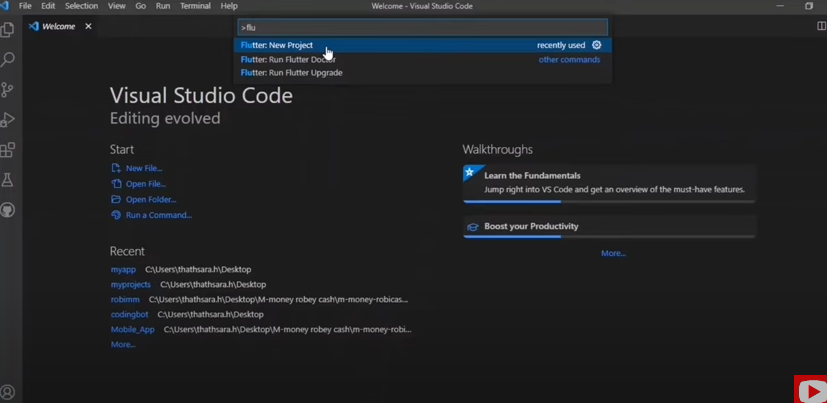 File Edit Selection View Go Run Terminal Help
Welcome - Visual Studio Code
Welcome
>flu
Flutter: New Project recently used
Flutter: Run Flutter Doctor other commands
Flutter: Run Flutter Upgrade
Visual Studio Code
Editing evolved
Start
New File...
Open File...
Open Folder...
Run a Command...
Recent
myapp C:\Users\thathsara.h\Desktop
myprojects C:\Users\thathsara.h\Desktop
robimm C:\Users\thathsara.h\Desktop\M-money robey cash\m-money-robicas...
codingbot C:\Users\thathsara.h\Desktop
Mobile_App C:\Users\thathsara.h\Desktop\M-money robey cash\m-money-robi...
More...
Walkthroughs
Learn the Fundamentals
Jump right into VS Code and get an overview of the must-have features.
Boost your Productivity
More...